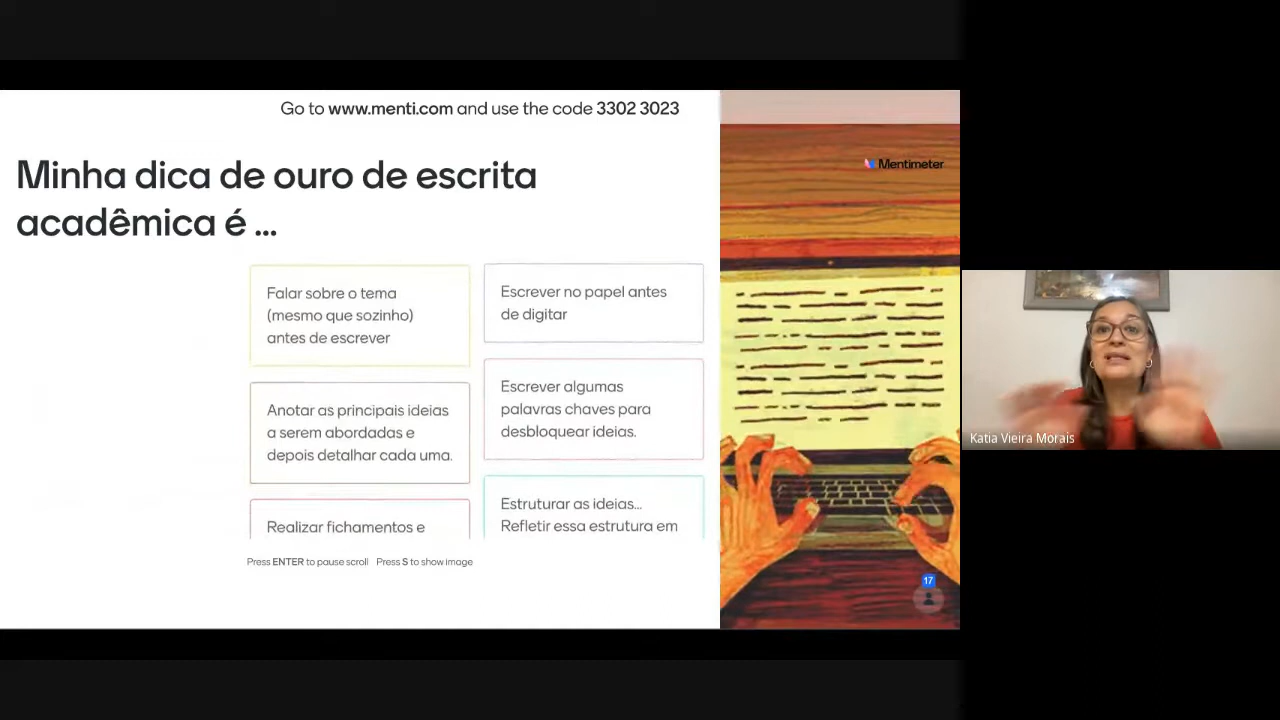 Go to www.menti.com and use the code 3302 3023
Minha dica de ouro de escrita
acadêmica é ...
Mentimeter
Falar sobre o tema
(mesmo que sozinho)
antes de escrever
Anotar as principais ideias
a serem abordadas e
depois detalhar cada uma.
Realizar fichamentos e
Escrever no papel antes
de digitar
Escrever algumas
palavras chaves para
desbloquear ideias.
Estruturar as ideias...
Refletir essa estrutura em
Press ENTER to pause scroll Press S to show image
17
Katia Vieira Morais